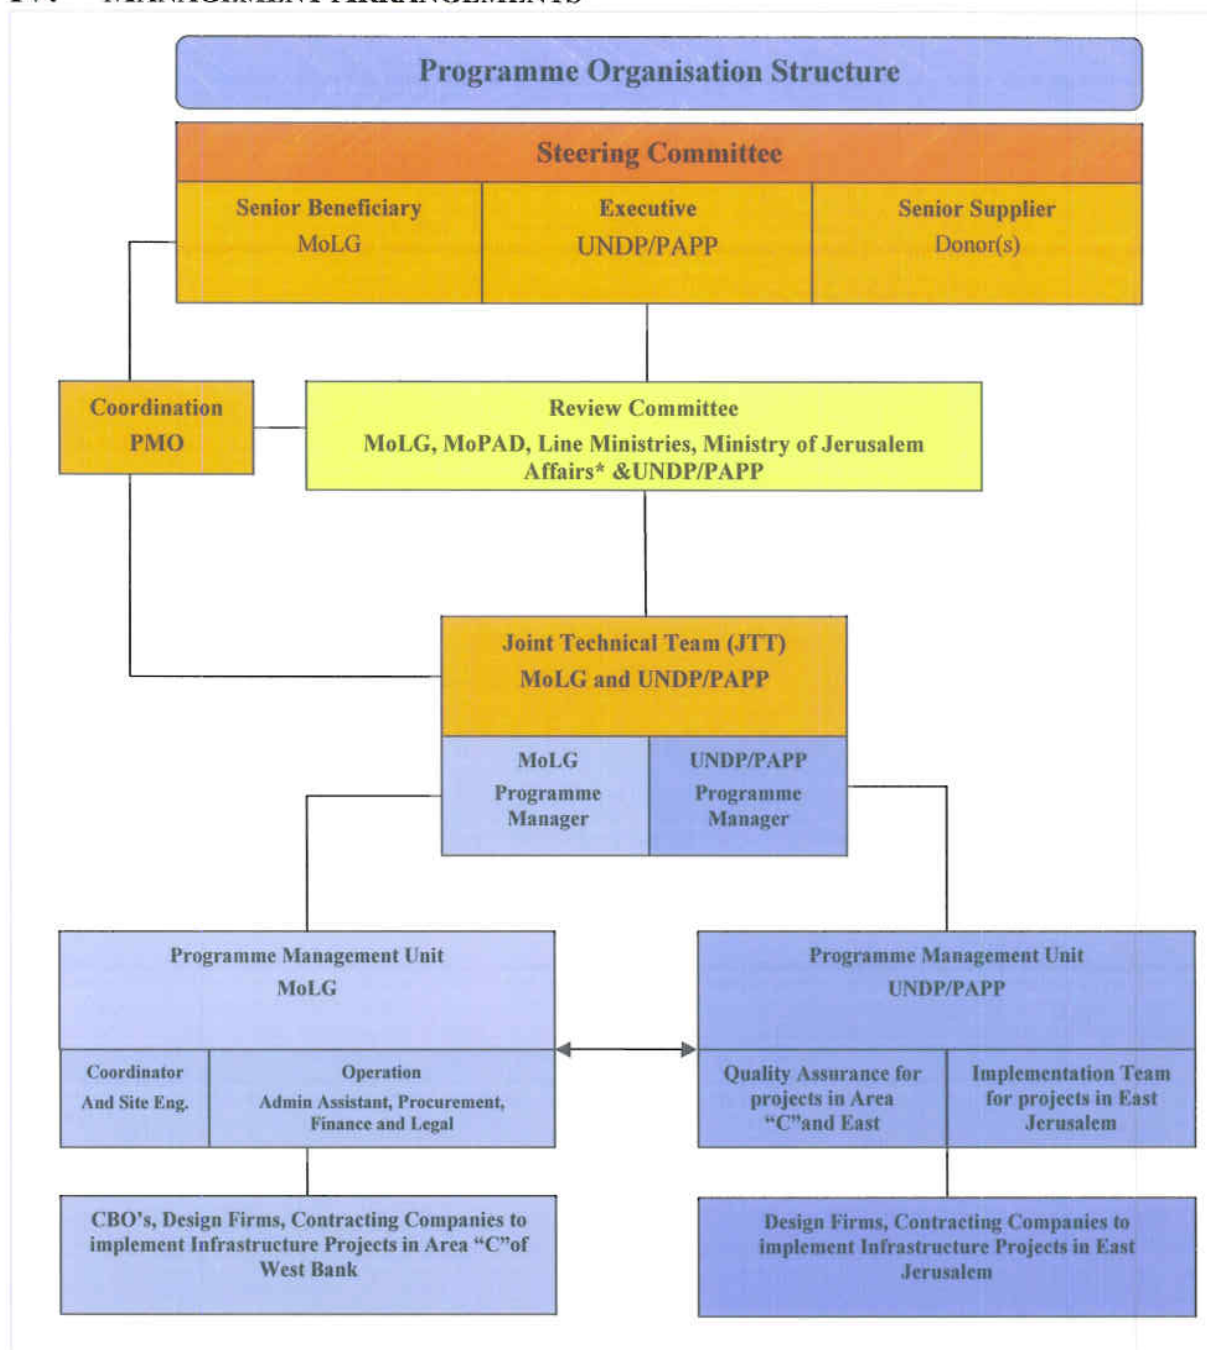 IV. MANAGEMENT ARRANGEMENTS
Programme Organisation Structure
Steering Committee
Senior Beneficiary
MoLG
Executive
UNDP/PAPP
Senior Supplier
Donor(s)
Coordination
PMO
Review Committee
MoLG, MoPAD, Line Ministries, Ministry of Jerusalem
Affairs* &UNDP/PAPP
Joint Technical Team (JTT)
MoLG and UNDP/PAPP
MoLG
Programme
Manager
UNDP/PAPP
Programme
Manager
Programme Management Unit
MoLG
Coordinator
And Site Eng.
Operation
Admin Assistant, Procurement,
Finance and Legal
CBO's, Design Firms, Contracting Companies to
implement Infrastructure Projects in Area “C”of
West Bank
Programme Management Unit
UNDP/PAPP
Quality Assurance for
projects in Area
“C”and East
Implementation Team
for projects in East
Jerusalem
Design Firms, Contracting Companies to
implement Infrastructure Projects in East
Jerusalem